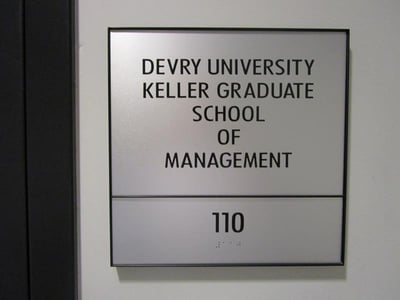 DEVRY UNIVERSITY
KELLER GRADUATE
SCHOOL
OF
MANAGEMENT
110